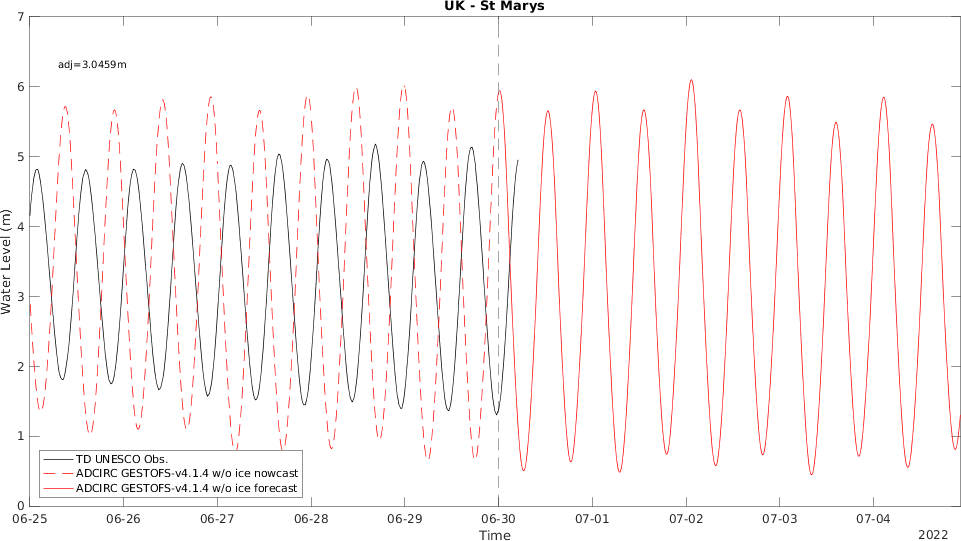 UK - St Marys
7
adj=3.0459m
6
5
4
3
2
1
0
Water Level (m)
TD UNESCO Obs.
ADCIRC GESTOFS-v4.1.4 w/o ice nowcast
ADCIRC GESTOFS-v4.1.4 w/o ice forecast
06-25 06-26 06-27 06-28 06-29 06-30 07-01 07-02 07-03 07-04
Time
2022